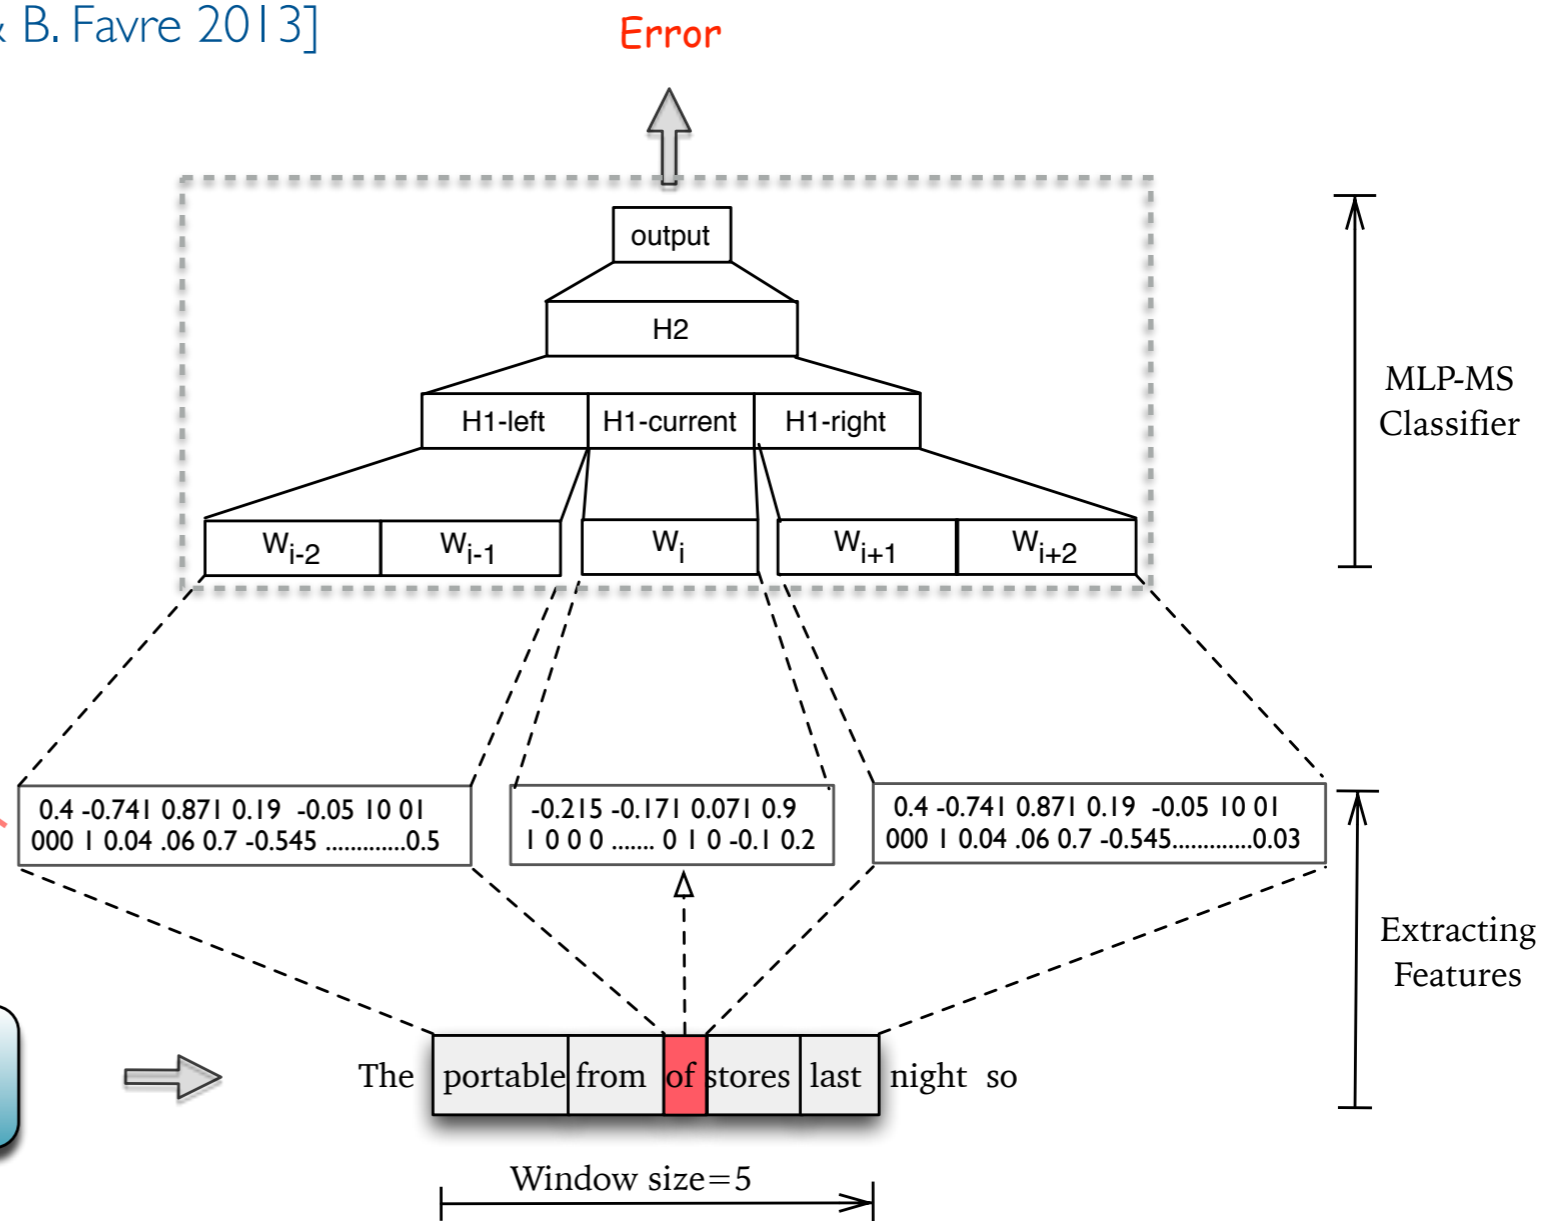 & B. Favre 2013]
Error
output
H2
H1-left H1-current H1-right
MLP-MS
Classifier
Wi-2 Wi-1 Wi Wi+1 Wi+2
0.4 -0.741 0.871 0.19 -0.05 10 01
000 1 0.04 .06 0.7 -0.545 .............0.5
-0.215 -0.171 0.071 0.9
1 0 0 0 ....... 0 1 0 -0.1 0.2
0.4 -0.741 0.871 0.19 -0.05 10 01
000 1 0.04 .06 0.7 -0.545.............0.03
Extracting
Features
The portable from of stores last night so
Window size=5